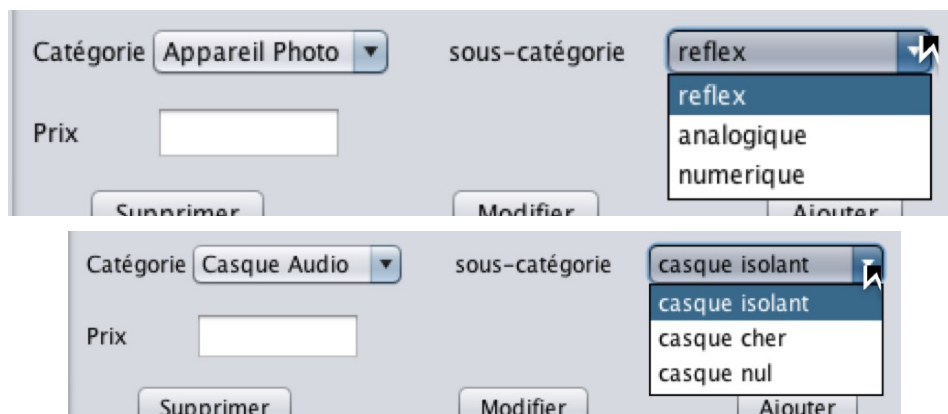 Catégorie Appareil Photo sous-catégorie reflex
reflex
Prix analogique
numerique
Supprimer Modifier Ajouter
Catégorie Casque Audio sous-catégorie casque isolant
casque isolant
Prix casque cher
casque nul
Supprimer Modifier Ajouter